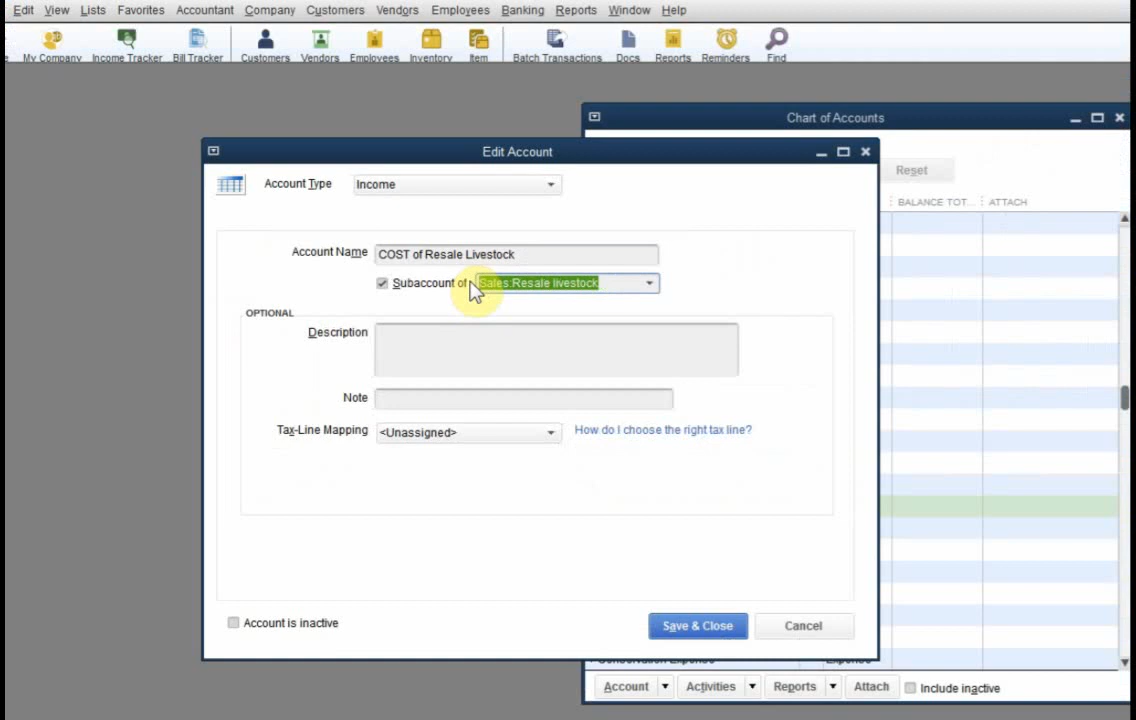 Edit View Lists Favorites Accountant Company Customers Vendors Employees Banking Reports Window Help
My Company Income Tracker Bill Tracker Customers Vendors Employees Inventory Item Batch Transactions Docs Reports Reminders Find
Chart of Accounts
Edit Account
Reset
Account Type Income
BALANCE TOT... ATTACH
Account Name COST of Resale Livestock
Subaccount of Sales:Resale livestock
OPTIONAL
Description
Note
Tax-Line Mapping <Unassigned> How do I choose the right tax line?
Account is inactive Save & Close Cancel
Conservation Expense Expense
Account Activities Reports Attach Include inactive